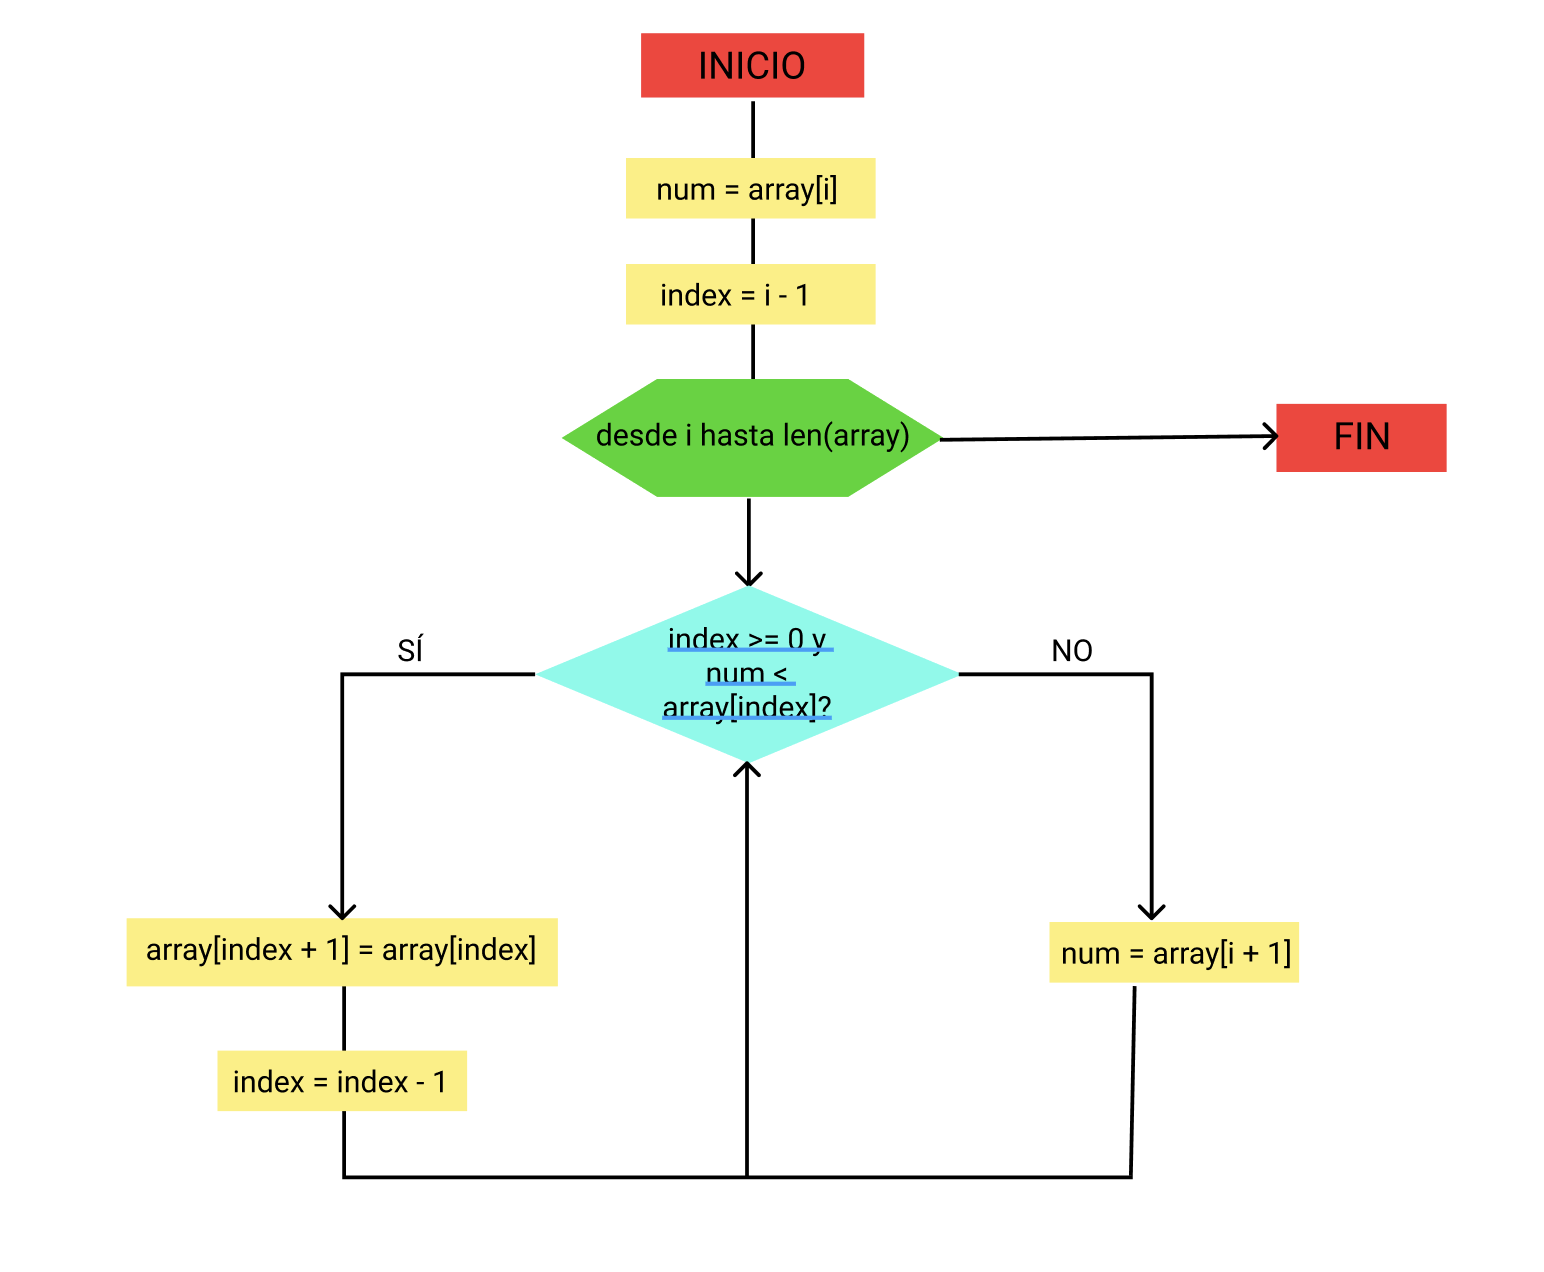 INICIO
num = array[i]
index = i - 1
desde i hasta len(array)
FIN
index >= 0 y
num <
array[index]?
SÍ
NO
array[index + 1] = array[index]
num = array[i + 1]
index = index - 1